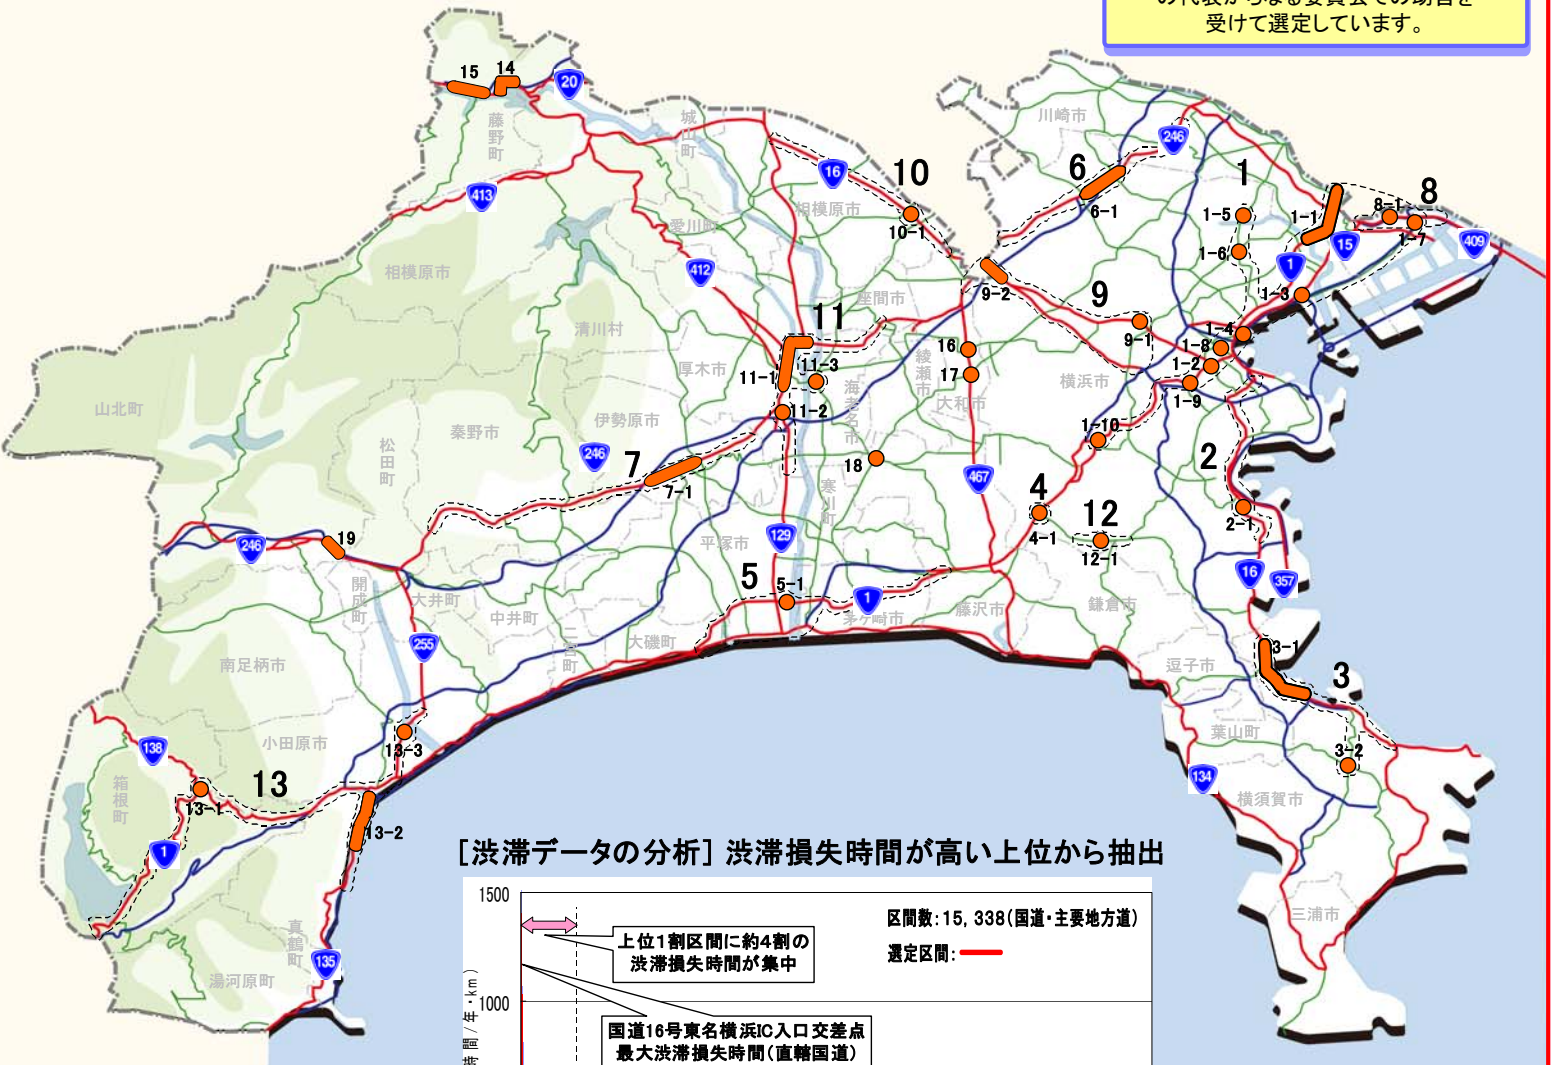 受けて選定しています。
15
14
20
藤野町
城山町
川崎市
246
413
16
10
6
1
8
相模原市
愛川町
10-1
6-1
1-5
1-1
8-1
1-7
1-6
15
409
1
相模原市
412
座間市
9-2
9
1-3
清川村
11
9-1
1-4
1-8
16
綾瀬市
厚木市
11-1
11-3
17
横浜市
1-2
1-9
山北町
伊勢原市
11-2
海老名市
大和市
秦野市
松田町
1-10
246
7
7-1
18
467
2
寒川町
4
12
2-1
19
246
129
平塚市
4-1
12-1
開成町
大井町
5
5-1
1
16
357
中井町
二宮町
大磯町
茅ケ崎市
藤沢市
鎌倉市
255
南足柄市
逗子市
3-1
3
138
小田原市
13-3
葉山町
箱根町
13-1
13
3-2
134
横須賀市
13-2
1
三浦市
真鶴町
135
湯河原町
[渋滞データの分析] 渋滞損失時間が高い上位から抽出
1500
区間数:15,338(国道・主要地方道)
上位1割区間に約4割の
渋滞損失時間が集中
選定区間:
1000
国道16号東名横浜IC入口交差点
最大渋滞損失時間(直轄国道)
時間/年・km)